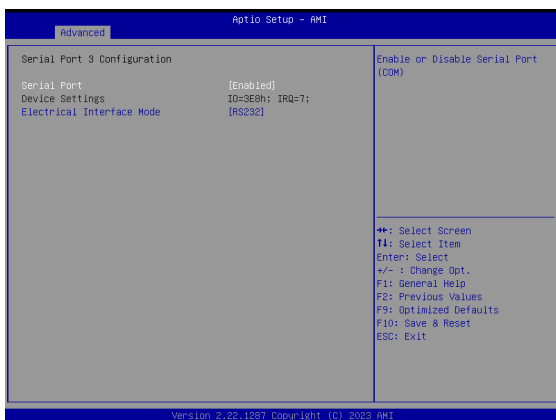 Aptio Setup – AMI
Advanced
Serial Port 3 Configuration
Serial Port [Enabled]
Device Settings IO=3E8h; IRQ=7;
Electrical Interface Mode [RS232]
Enable or Disable Serial Port
(COM)
→←: Select Screen
↑↓: Select Item
Enter: Select
+/- : Change Opt.
F1: General Help
F2: Previous Values
F9: Optimized Defaults
F10: Save & Reset
ESC: Exit
Version 2.22.1287 Copyright (C) 2023 AMI